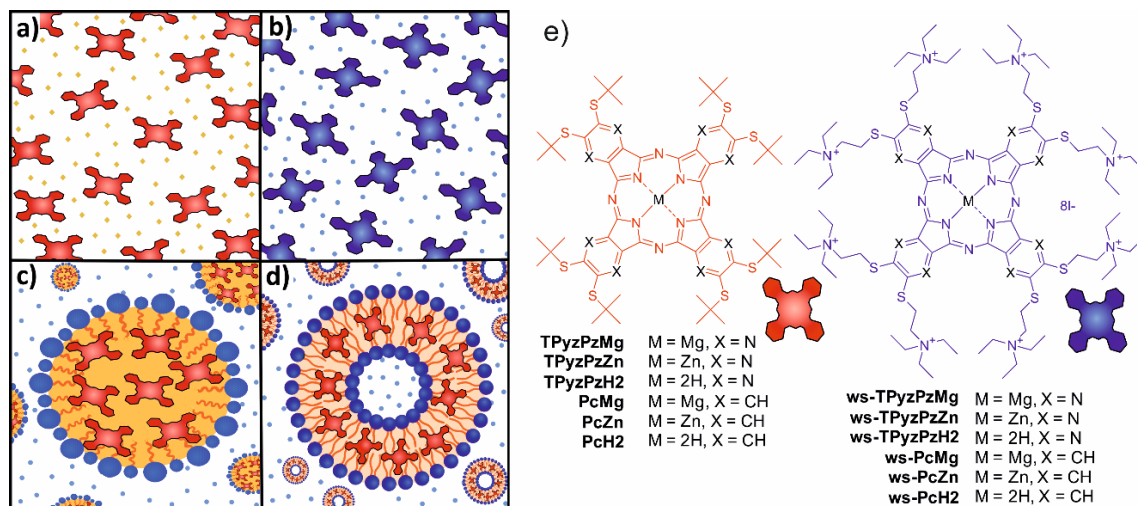 a)
b)
c)
d)
e)
TPyzPzMg M = Mg, X = N
TPyzPzZn M = Zn, X = N
TPyzPzH2 M = 2H, X = N
PcMg M = Mg, X = CH
PcZn M = Zn, X = CH
PcH2 M = 2H, X = CH
8I-
ws-TPyzPzMg M = Mg, X = N
ws-TPyzPzZn M = Zn, X = N
ws-TPyzPzH2 M = 2H, X = N
ws-PcMg M = Mg, X = CH
ws-PcZn M = Zn, X = CH
ws-PcH2 M = 2H, X = CH